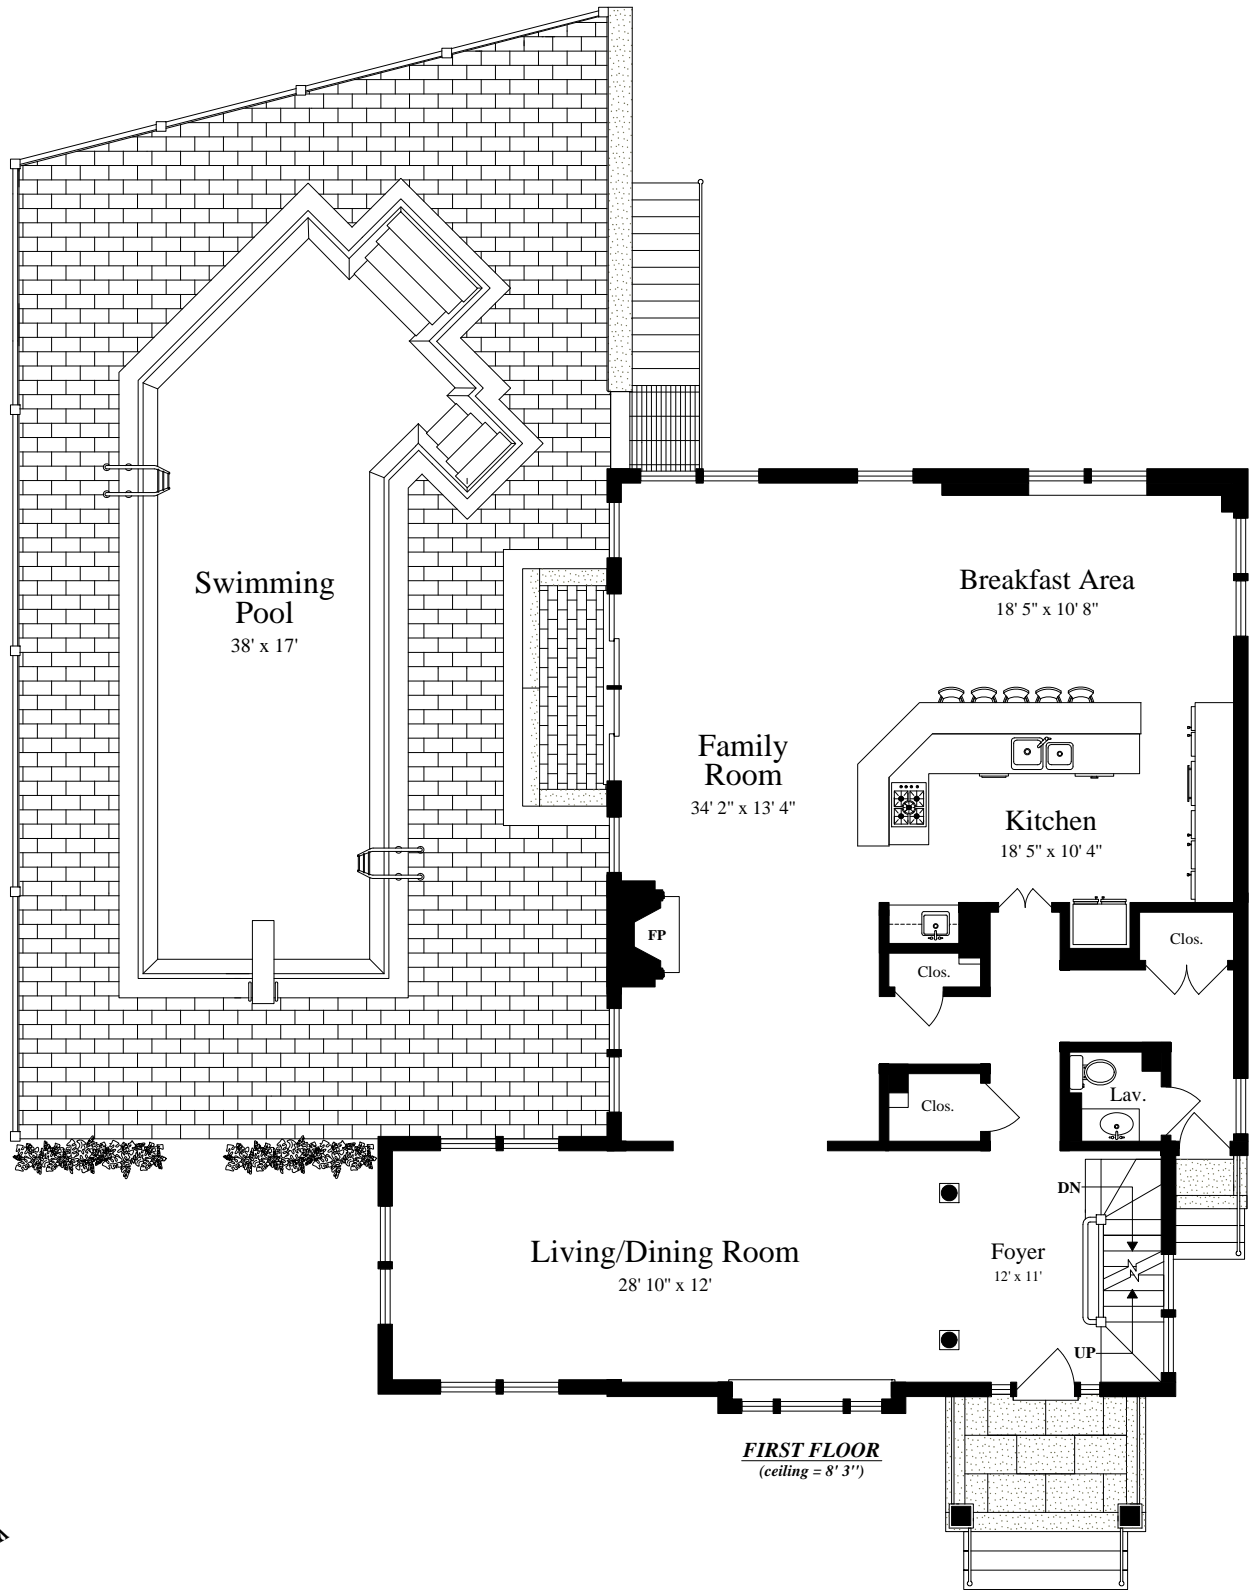 Swimming
Pool
38' x 17'
Breakfast Area
18' 5" x 10' 8"
Family
Room
34' 2" x 13' 4"
Kitchen
18' 5" x 10' 4"
FP
Clos.
Clos.
Clos.
Lav.
DN
Living/Dining Room
28' 10" x 12'
Foyer
12' x 11'
UP
FIRST FLOOR
(ceiling = 8' 3")